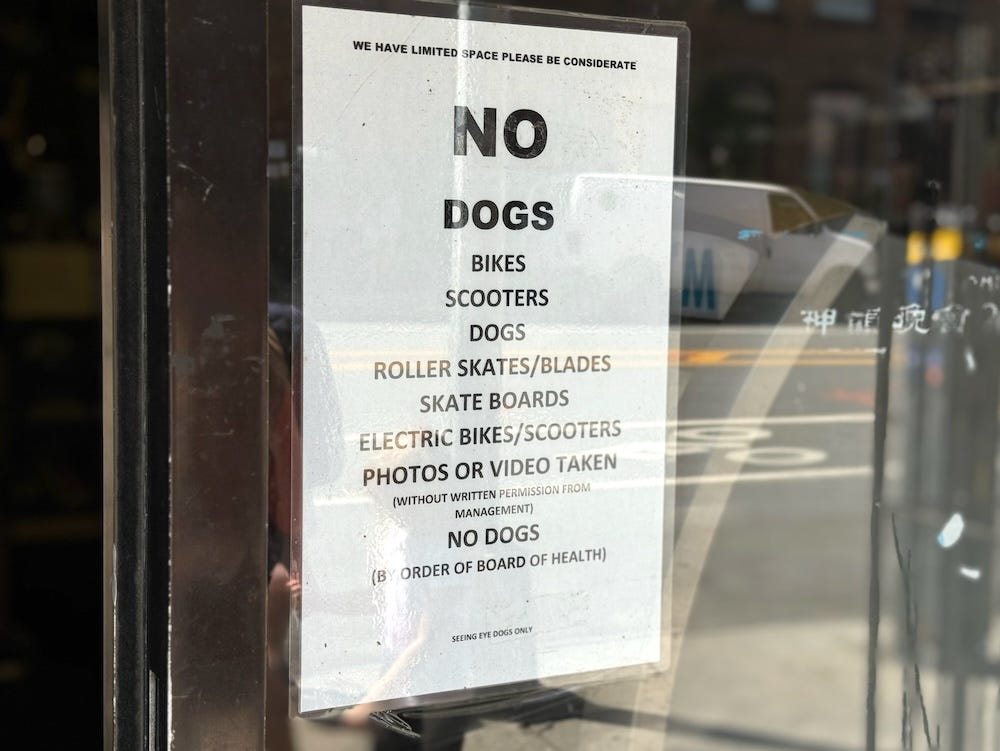 WE HAVE LIMITED SPACE PLEASE BE CONSIDERATE
NO
DOGS
BIKES
SCOOTERS
DOGS
ROLLER SKATES/BLADES
SKATE BOARDS
ELECTRIC BIKES/SCOOTERS
PHOTOS OR VIDEO TAKEN
(WITHOUT WRITTEN PERMISSION FROM
MANAGEMENT)
NO DOGS
(BY ORDER OF BOARD OF HEALTH)
SEEING EYE DOGS ONLY
M